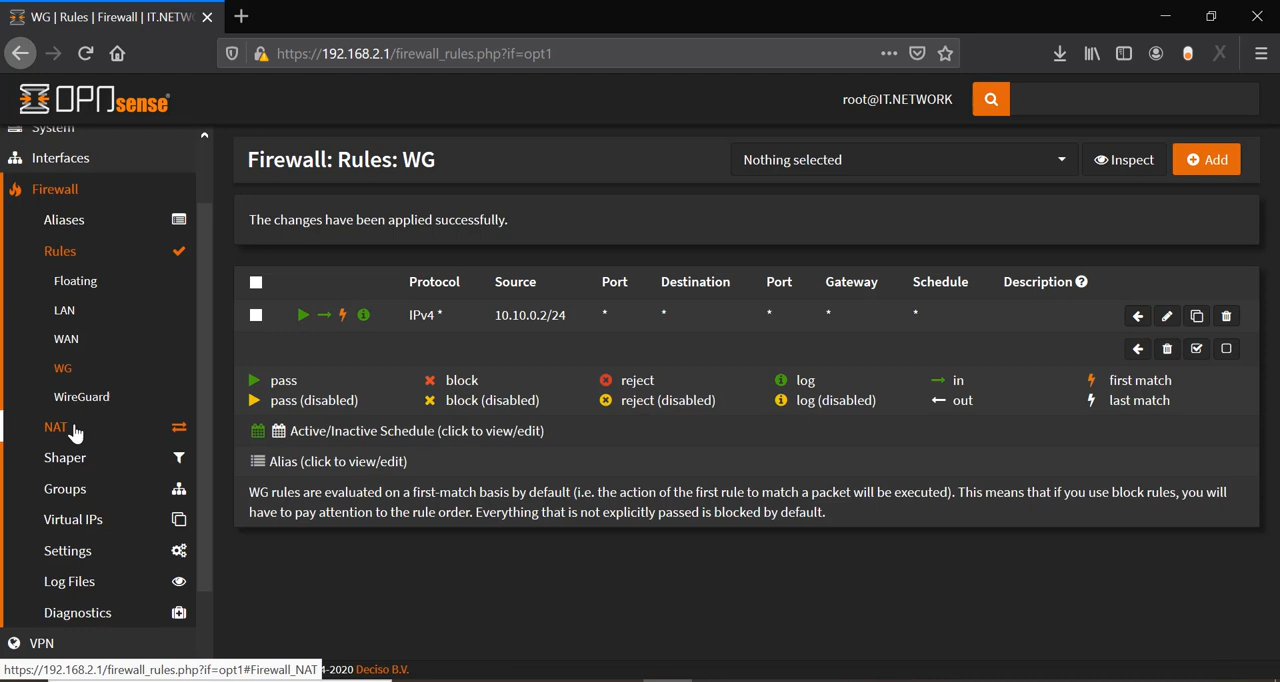 WG | Rules | Firewall | IT.NETW
https://192.168.2.1/firewall_rules.php?if=opt1
OPNsense
root@IT.NETWORK
System
Interfaces
Firewall
Aliases
Rules
Floating
LAN
WAN
WG
WireGuard
NAT
Shaper
Groups
Virtual IPs
Settings
Log Files
Diagnostics
VPN
Firewall: Rules: WG
Nothing selected
Inspect
Add
The changes have been applied successfully.
Protocol Source Port Destination Port Gateway Schedule Description
IPv4 * 10.10.0.2/24 * * * * *
pass block reject log in first match
pass (disabled) block (disabled) reject (disabled) log (disabled) out last match
Active/Inactive Schedule (click to view/edit)
Alias (click to view/edit)
WG rules are evaluated on a first-match basis by default (i.e. the action of the first rule to match a packet will be executed). This means that if you use block rules, you will
have to pay attention to the rule order. Everything that is not explicitly passed is blocked by default.
https://192.168.2.1/firewall_rules.php?if=opt1#Firewall_NAT
4-2020 Deciso B.V.